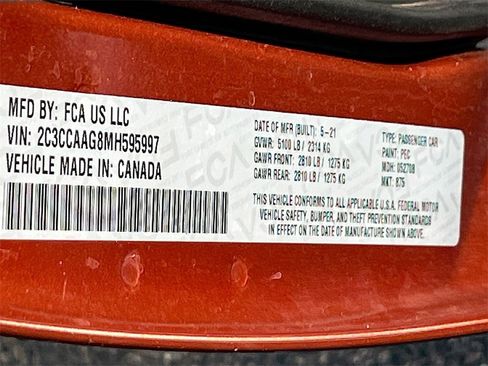 MFD BY: FCA US LLC
VIN: 2C3CCAAG8MH595997
VEHICLE MADE IN: CANADA
DATE OF MFR (BUILT): 5-21
GVWR: 5100 LB / 2314 KG
GAWR FRONT: 2810 LB / 1275 KG
GAWR REAR: 2810 LB / 1275 KG
TYPE: PASSENGER CAR
PAINT: PEC
MDH: 052708
MKT: 875
THIS VEHICLE CONFORMS TO ALL APPLICABLE U.S.A. FEDERAL MOTOR
VEHICLE SAFETY, BUMPER, AND THEFT PREVENTION STANDARDS
IN EFFECT ON THE DATE OF MFR SHOWN ABOVE.